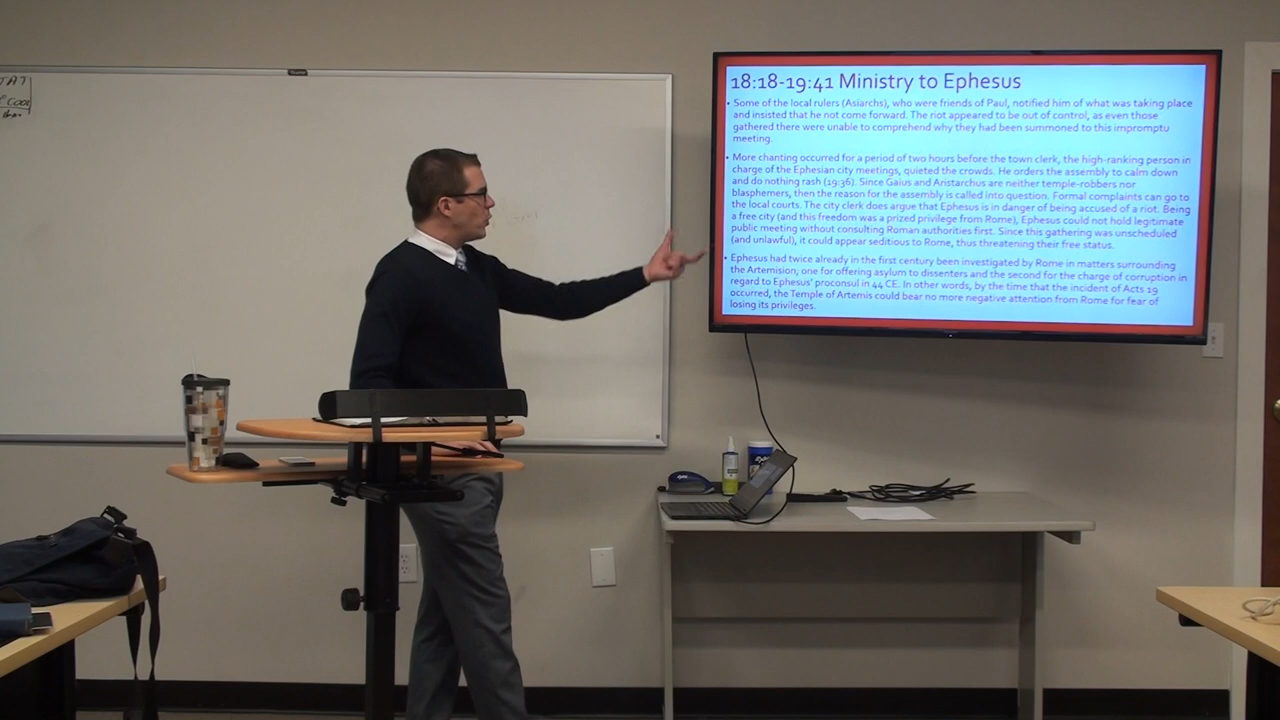 18:18-19:41 Ministry to Ephesus
• Some of the local rulers (Asiarchs), who were friends of Paul, notified him of what was taking place
and insisted that he not come forward. The riot appeared to be out of control, as even those
gathered there were unable to comprehend why they had been summoned to this impromptu
meeting.
• More chanting occurred for a period of two hours before the town clerk, the high-ranking person in
charge of the Ephesian city meetings, quieted the crowds. He orders the assembly to calm down
and do nothing rash (19:36). Since Gaius and Aristarchus are neither temple-robbers nor
blasphemers, then the reason for the assembly is called into question. Formal complaints can go to
the local courts. The city clerk does argue that Ephesus is in danger of being accused of a riot. Being
a free city (and this freedom was a prized privilege from Rome), Ephesus could not hold legitimate
public meeting without consulting Roman authorities first. Since this gathering was unscheduled
(and unlawful), it could appear seditious to Rome, thus threatening their free status.
• Ephesus had twice already in the first century been investigated by Rome in matters surrounding
the Artemision; one for offering asylum to dissenters and the second for the charge of corruption in
regard to Ephesus' proconsul in 44 CE. In other words, by the time that the incident of Acts 19
occurred, the Temple of Artemis could bear no more negative attention from Rome for fear of
losing its privileges.